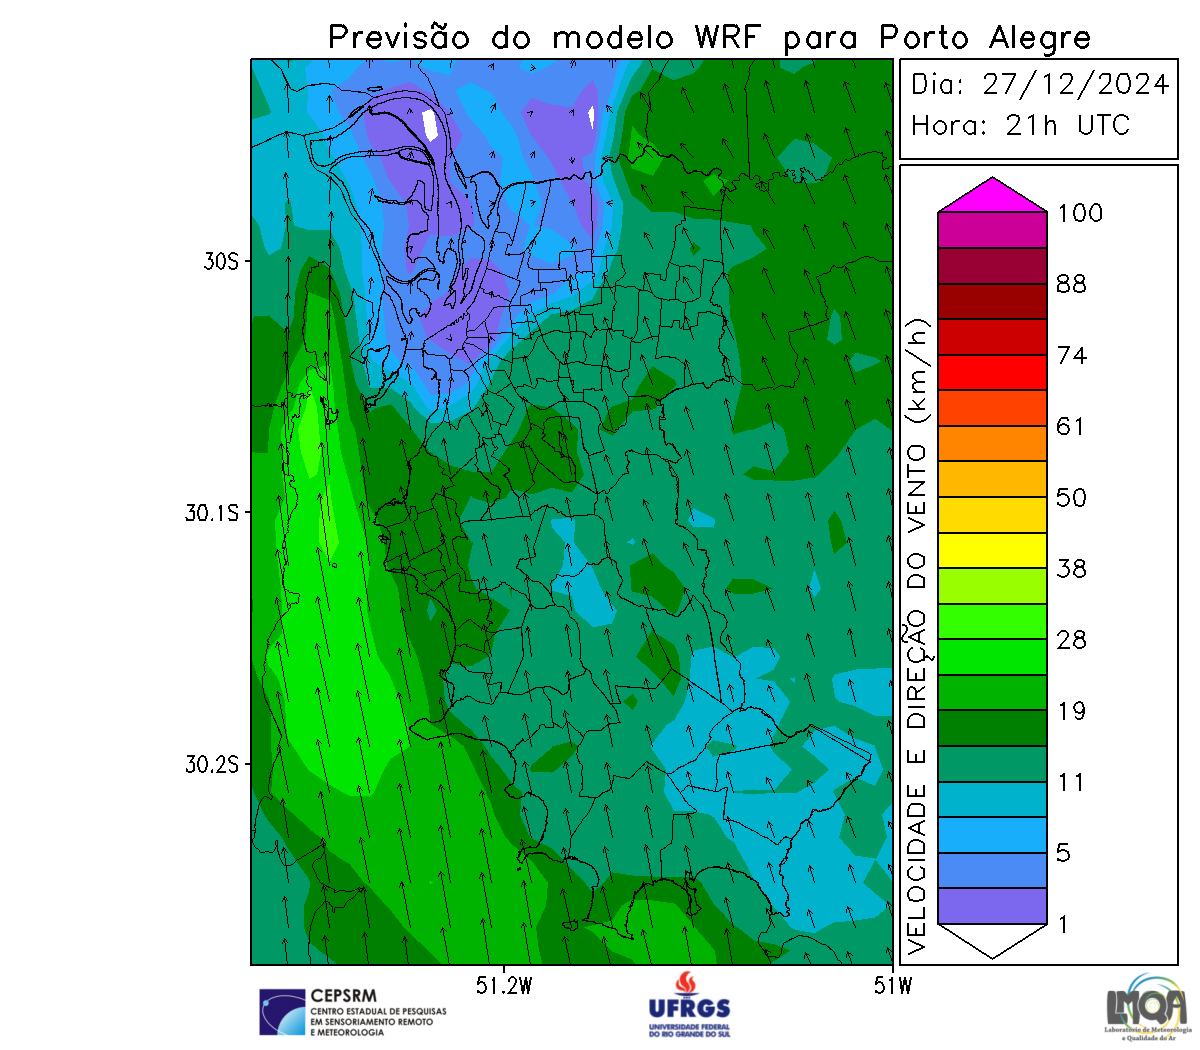 Previsão do modelo WRF para Porto Alegre
Dia: 27/12/2024
Hora: 21h UTC
100
88
74
61
50
38
28
19
11
5
1
VELOCIDADE E DIREÇÃO DO VENTO (km/h)
30S
30.1S
30.2S
51.2W
51W
CEPSRM
CENTRO ESTADUAL DE PESQUISAS
EM SENSORIAMENTO REMOTO
E METEOROLOGIA
UFRGS
UNIVERSIDADE FEDERAL
DO RIO GRANDE DO SUL
LMQA
Laboratório de Meteorologia
e Qualidade do Ar